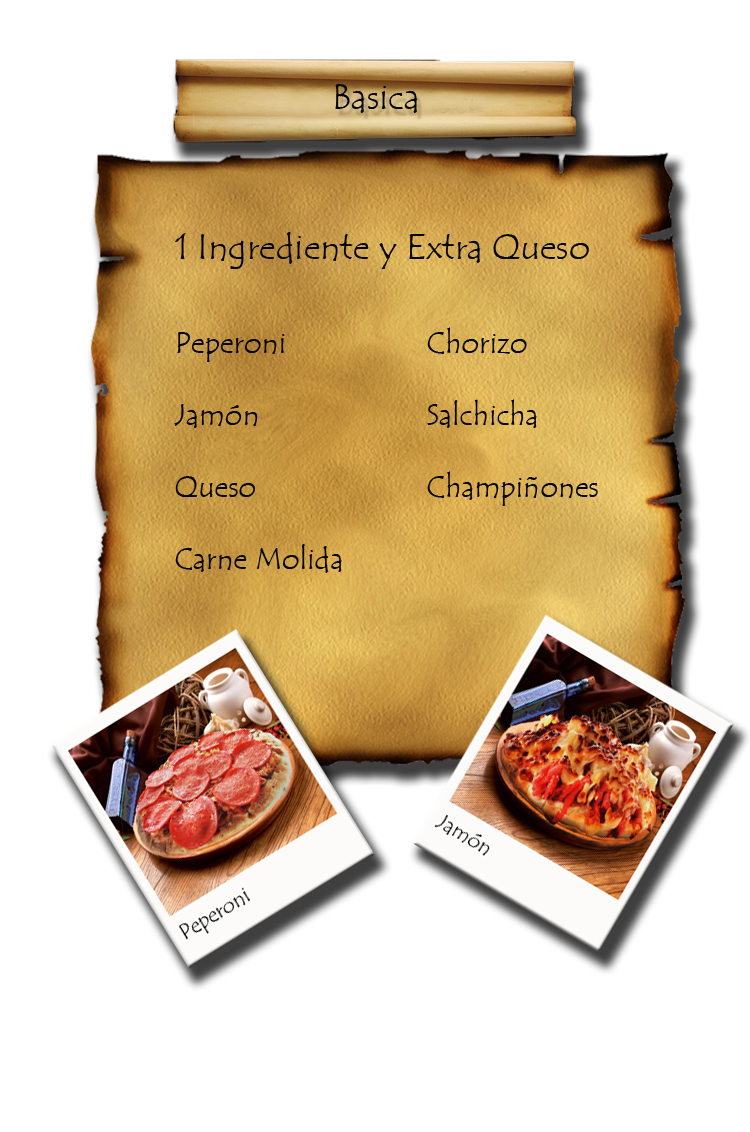 Basica
1 Ingrediente y Extra Queso
Peperoni
Chorizo
Jamón
Salchicha
Queso
Champiñones
Carne Molida
Peperoni
Jamón